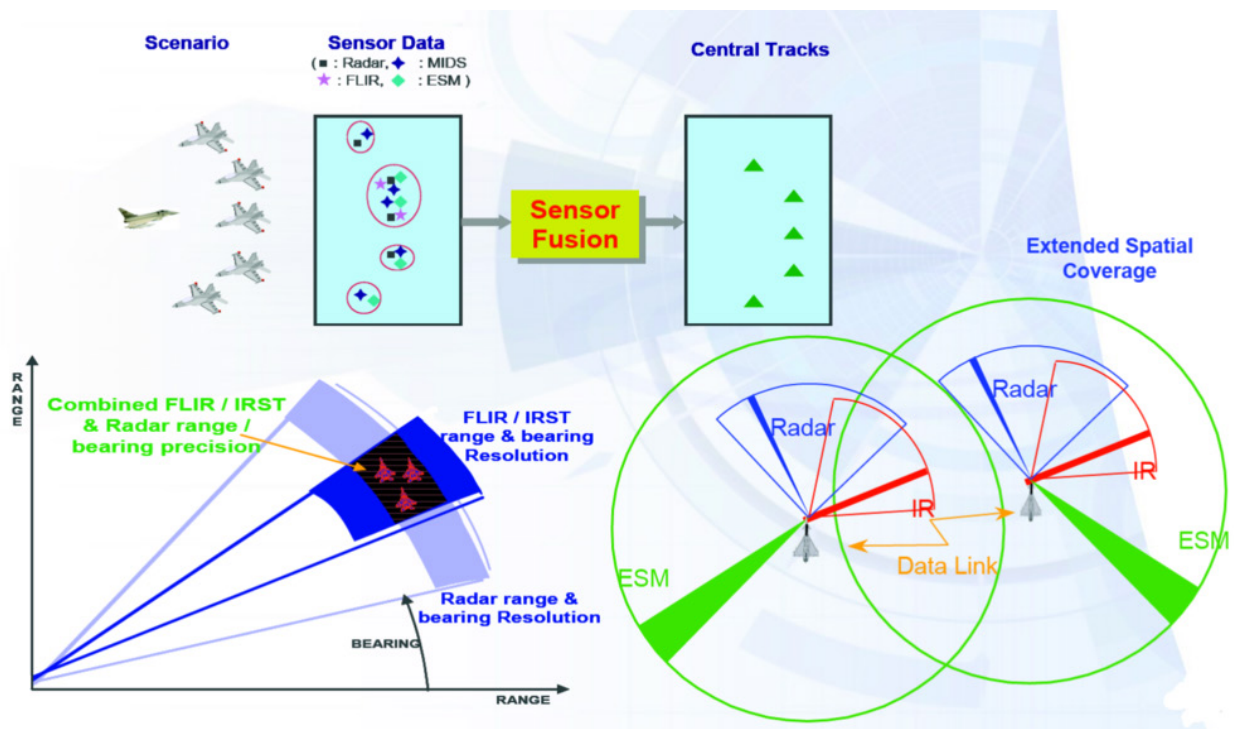 Scenario
Sensor Data
( ■ : Radar, ✦ : MIDS
★ : FLIR, ◆ : ESM )
Central Tracks
Sensor
Fusion
Extended Spatial
Coverage
RANGE
Combined FLIR / IRST
& Radar range /
bearing precision
FLIR / IRST
range & bearing
Resolution
Radar range &
bearing Resolution
BEARING
RANGE
Radar
IR
ESM
Radar
IR
ESM
Data Link